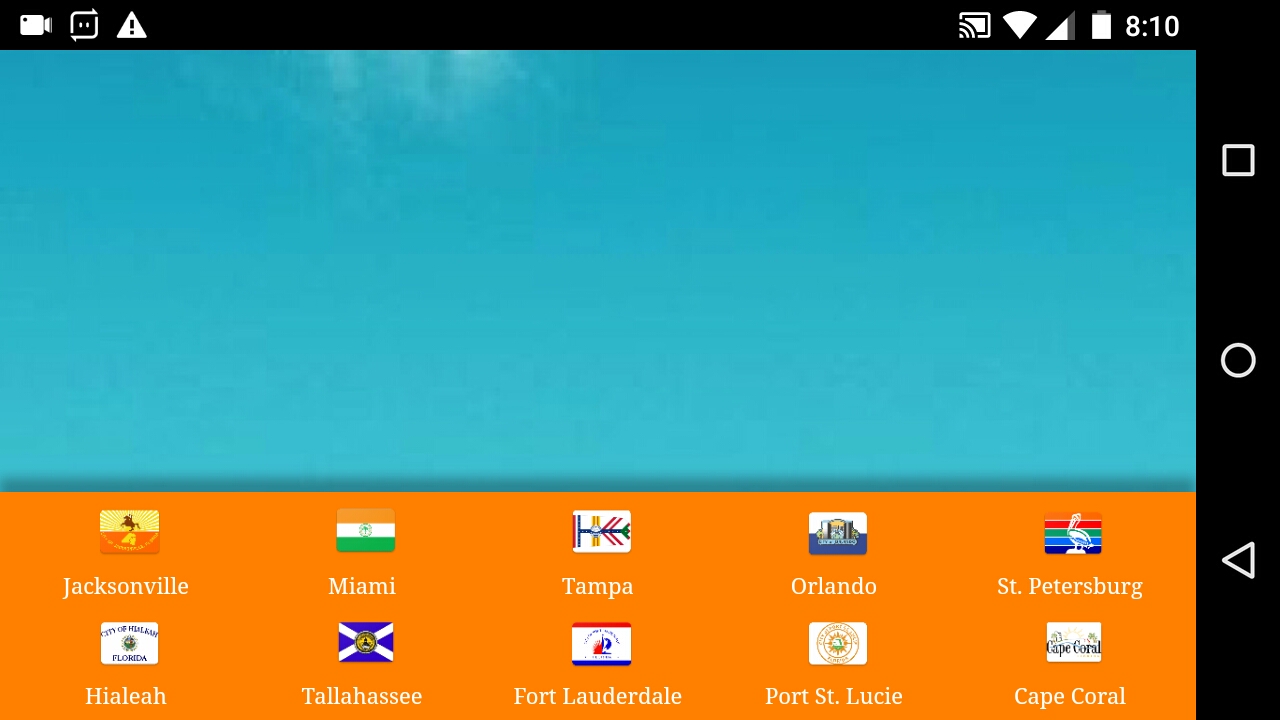 8:10
Jacksonville
Miami
Tampa
Orlando
St. Petersburg
CITY OF HIALEAH
FLORIDA
Cape Coral
Hialeah
Tallahassee
Fort Lauderdale
Port St. Lucie
Cape Coral